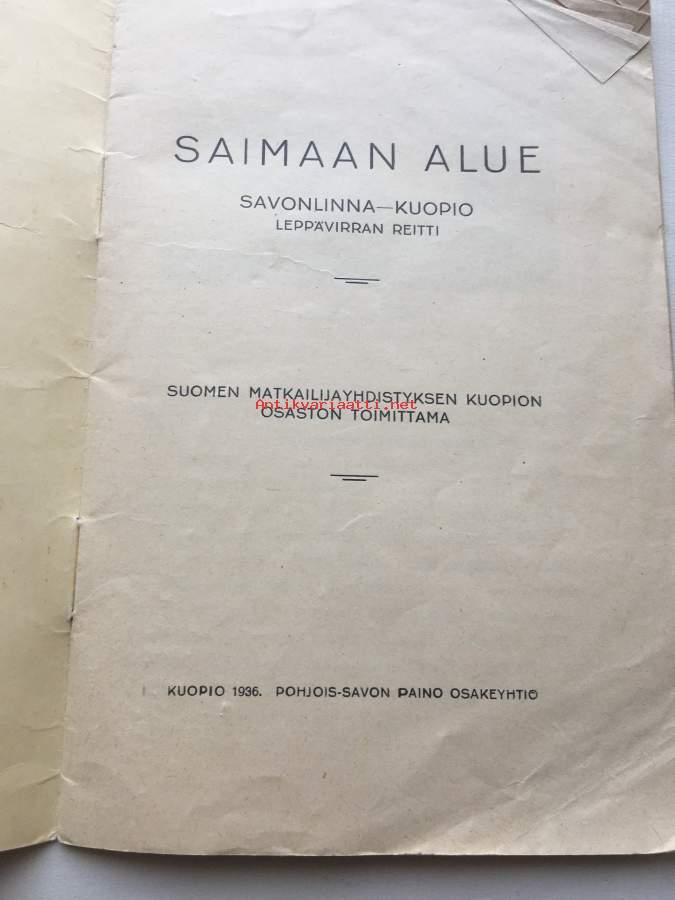 SAIMAAN ALUE
SAVONLINNA—KUOPIO
LEPPÄVIRRAN REITTI
SUOMEN MATKAILIJAYHDISTYKSEN KUOPION
Antikvariaatti.net
OSASTON TOIMITTAMA
KUOPIO 1936. POHJOIS-SAVON PAINO OSAKEYHTIÖ